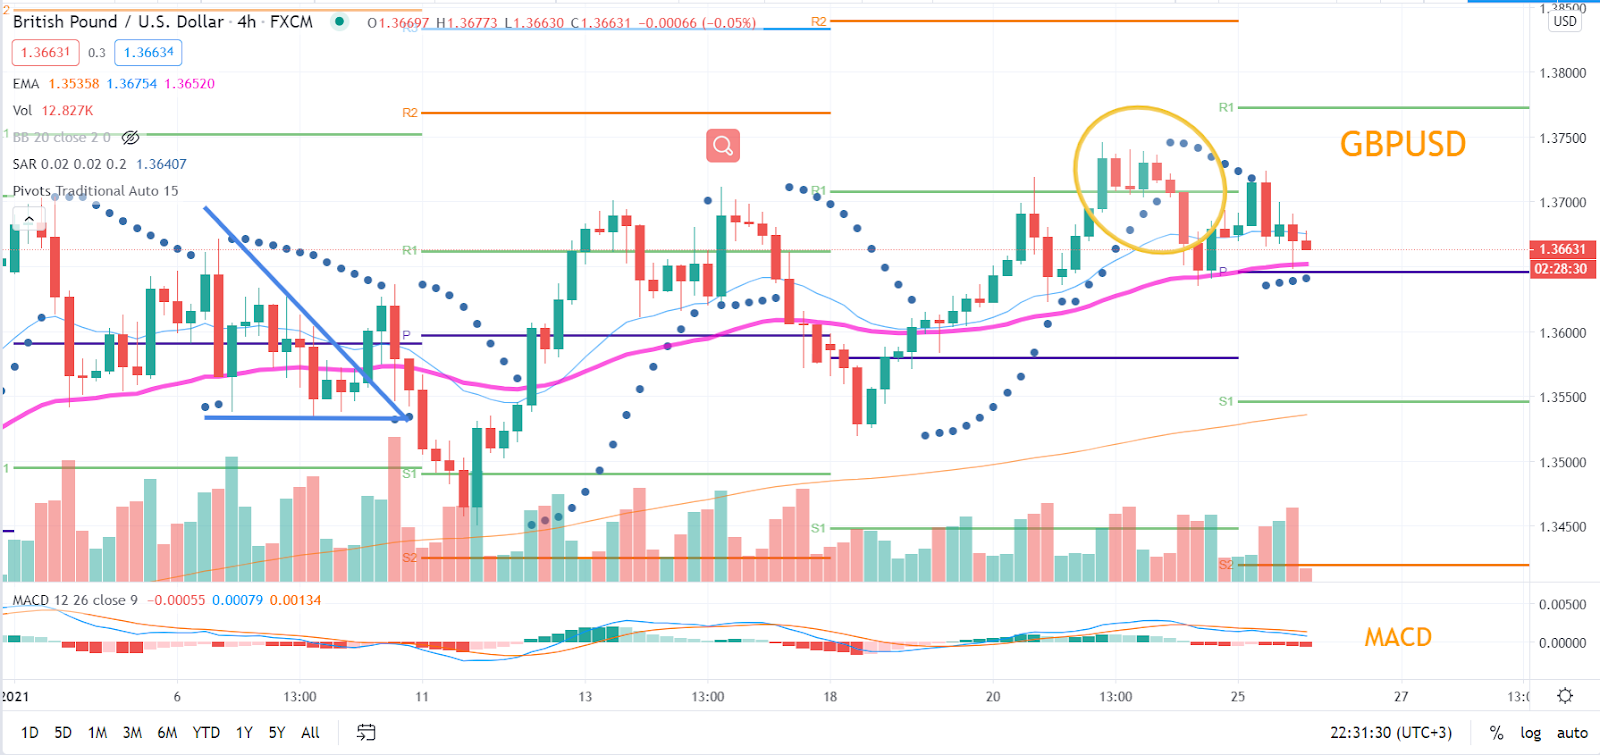 2
British Pound / U.S. Dollar · 4h · FXCM
O1.36697 H1.36773 L1.36630 C1.36631 −0.00066 (−0.05%)
R3
R2
1.38500
USD
1.36631
0.3
1.36634
1.38000
EMA 1.35358 1.36754 1.36520
Vol 12.827K
R2
R1
BB 20 close 2 0
1
1.37500
GBPUSD
SAR 0.02 0.02 0.2 1.36407
Pivots Traditional Auto 15
R1
1.37000
R1
1.36631
02:28:30
P
P
1.36000
S1
1.35500
1
S1
1.35000
S1
1.34500
S2
S2
MACD 12 26 close 9 −0.00055 0.00079 0.00134
0.00500
MACD
0.00000
2021
6
13:00
11
13
13:00
18
20
13:00
25
27
13:0
1D 5D 1M 3M 6M YTD 1Y 5Y All
22:31:30 (UTC+3)
% log auto